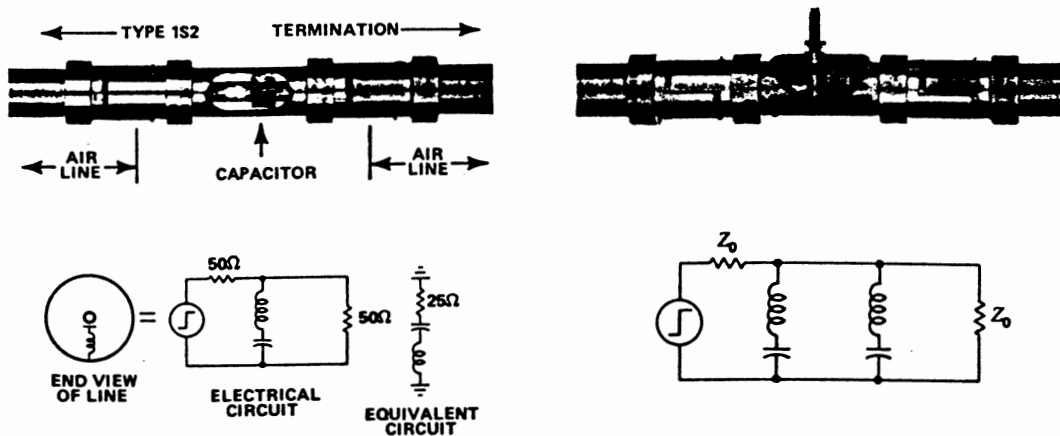 TYPE 1S2 TERMINATION
AIR LINE
CAPACITOR
AIR LINE
50Ω
50Ω
25Ω
=
END VIEW OF LINE
ELECTRICAL CIRCUIT
EQUIVALENT CIRCUIT
Z₀
Z₀